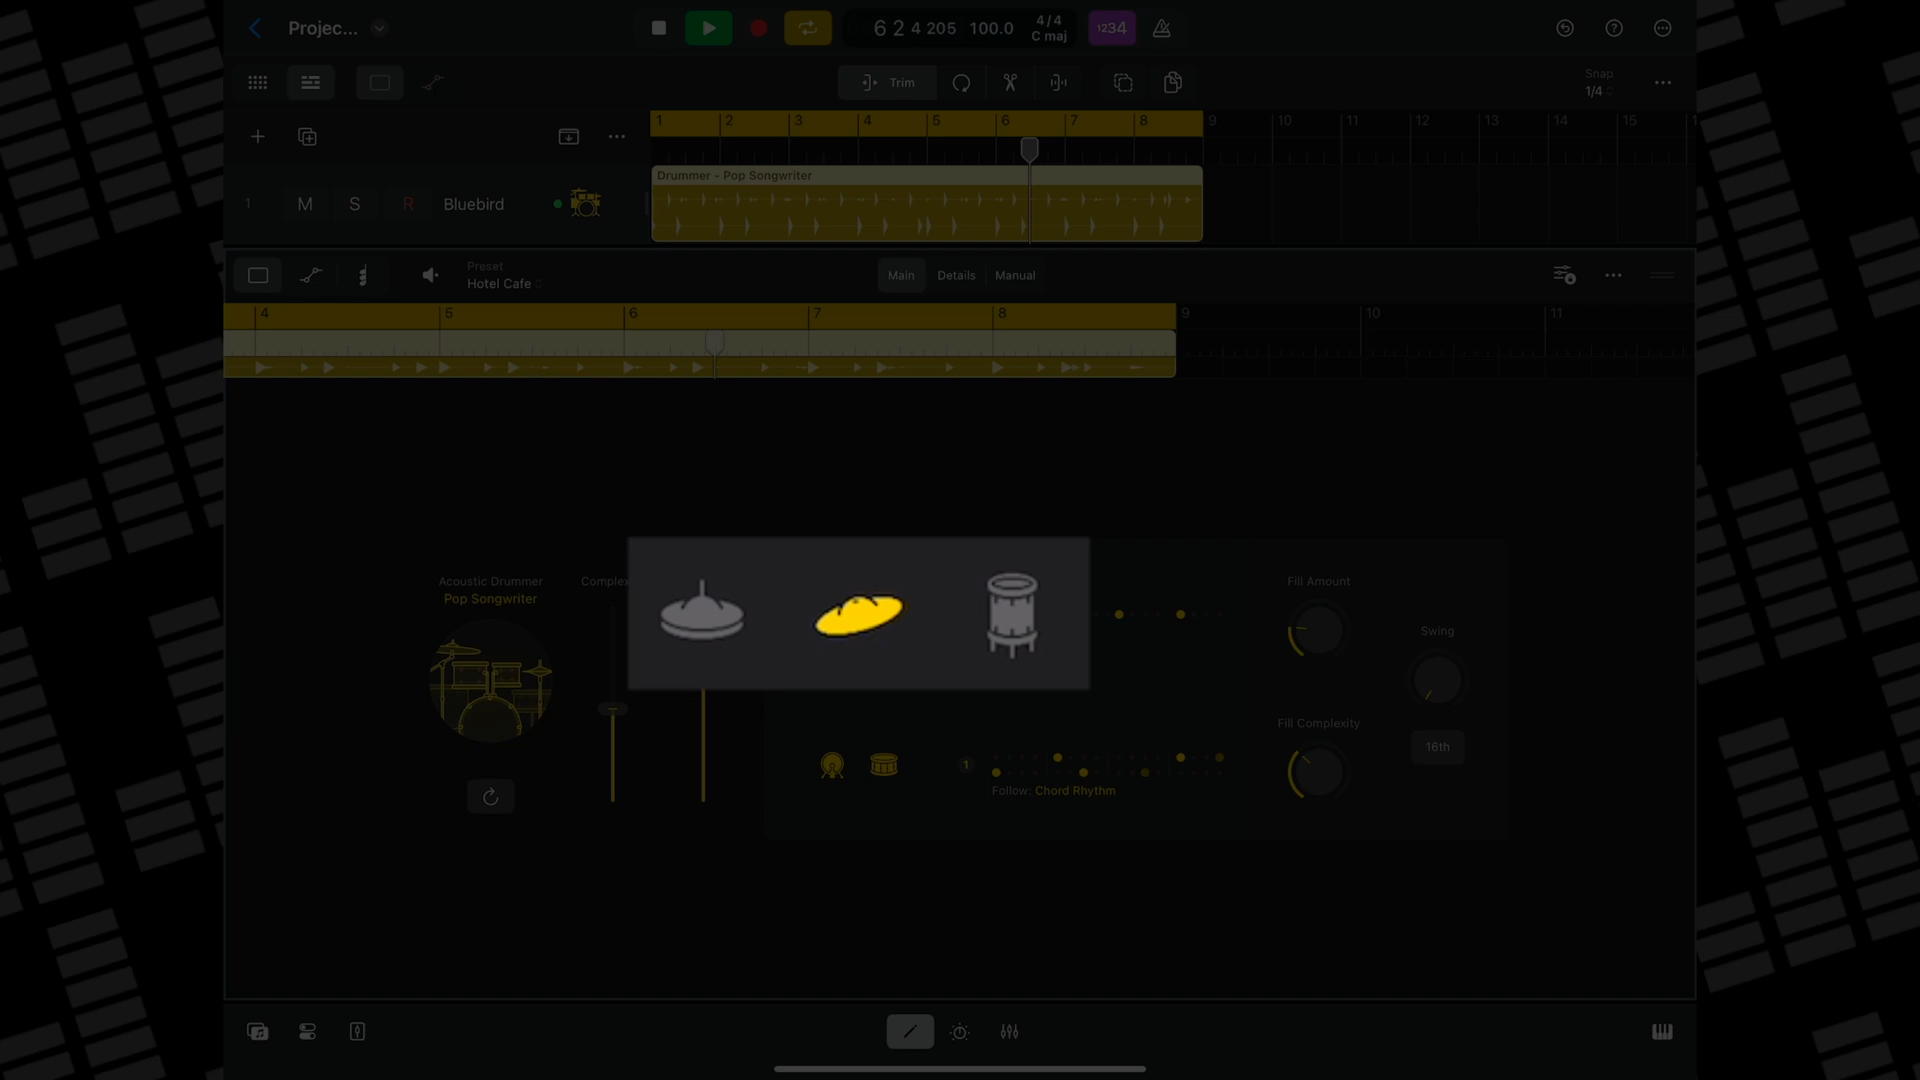 Projec...
6 2 4 205 100.0 4/4 C maj
1234
Trim
Snap
1/4
1 2 3 4 5 6 7 8 9 10 11 12 13 14 15
Drummer - Pop Songwriter
1 M S R Bluebird
Preset
Hotel Cafe
Main Details Manual
4 5 6 7 8 9 10 11
Acoustic Drummer
Pop Songwriter
Complex
Fill Amount
Swing
Fill Complexity
16th
1
Follow: Chord Rhythm